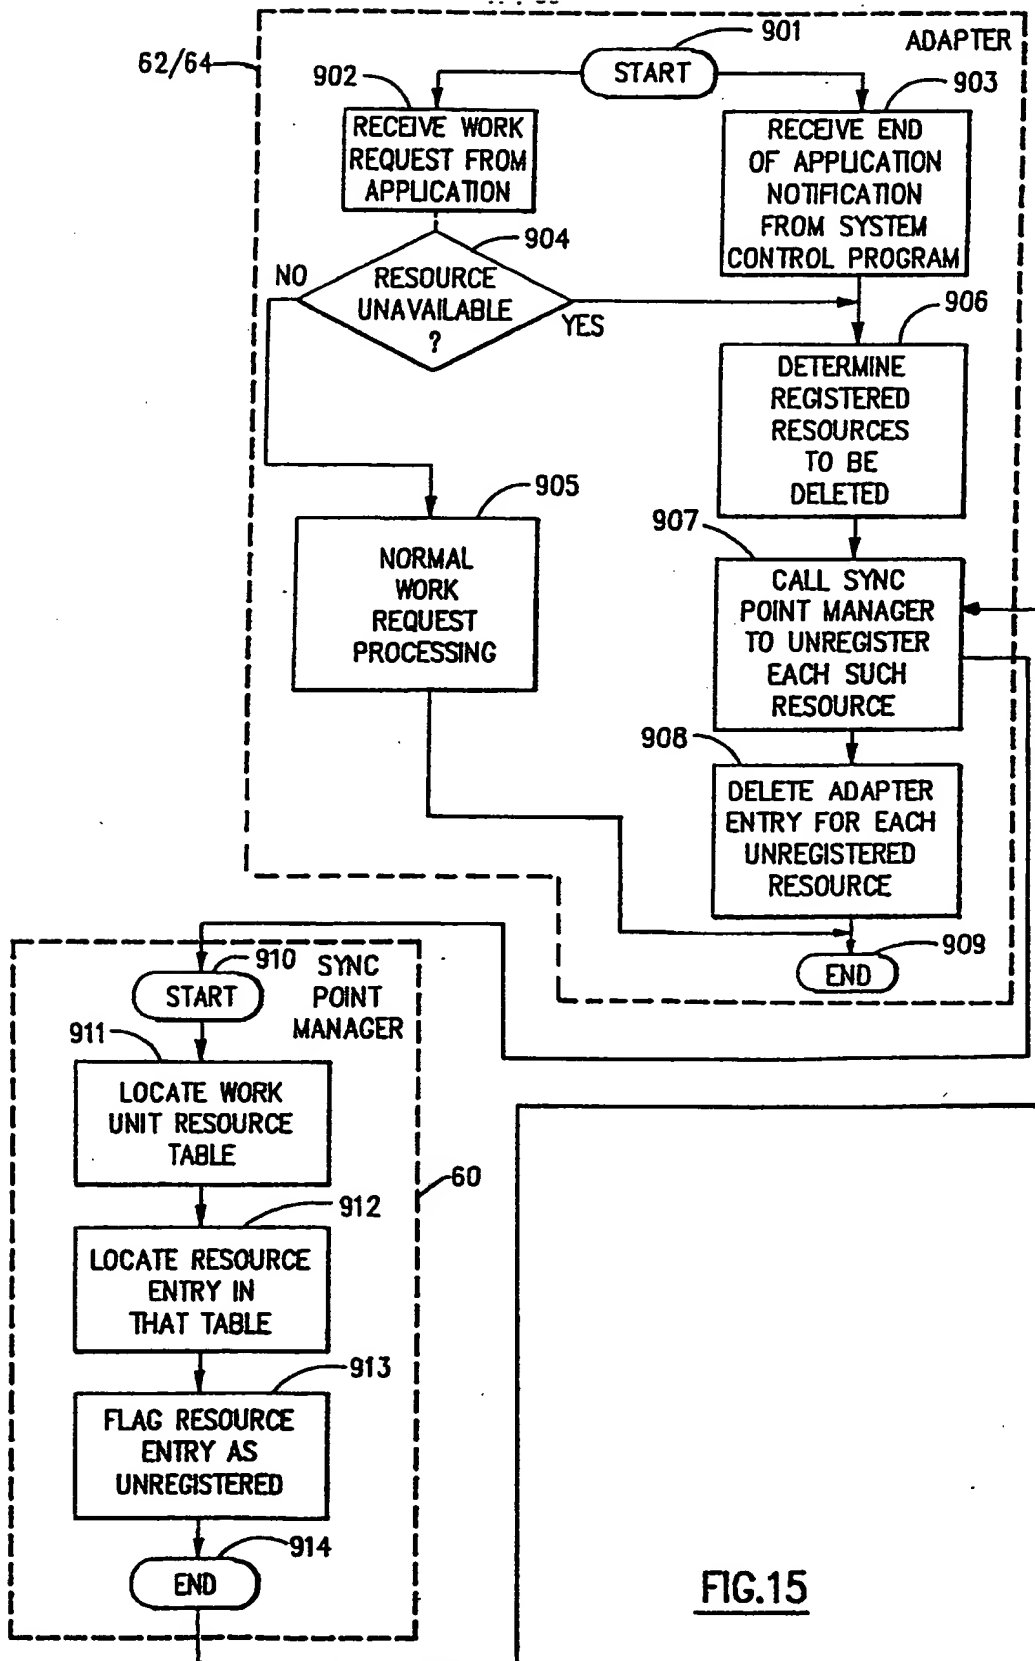 901
ADAPTER
62/64
START
902
903
RECEIVE WORK
REQUEST FROM
APPLICATION
RECEIVE END
OF APPLICATION
NOTIFICATION
FROM SYSTEM
CONTROL PROGRAM
904
NO
RESOURCE
UNAVAILABLE
?
YES
906
DETERMINE
REGISTERED
RESOURCES
TO BE
DELETED
905
NORMAL
WORK
REQUEST
PROCESSING
907
CALL SYNC
POINT MANAGER
TO UNREGISTER
EACH SUCH
RESOURCE
908
DELETE ADAPTER
ENTRY FOR EACH
UNREGISTERED
RESOURCE
909
END
910
SYNC
POINT
MANAGER
START
911
LOCATE WORK
UNIT RESOURCE
TABLE
60
912
LOCATE RESOURCE
ENTRY IN
THAT TABLE
913
FLAG RESOURCE
ENTRY AS
UNREGISTERED
914
END
FIG.15